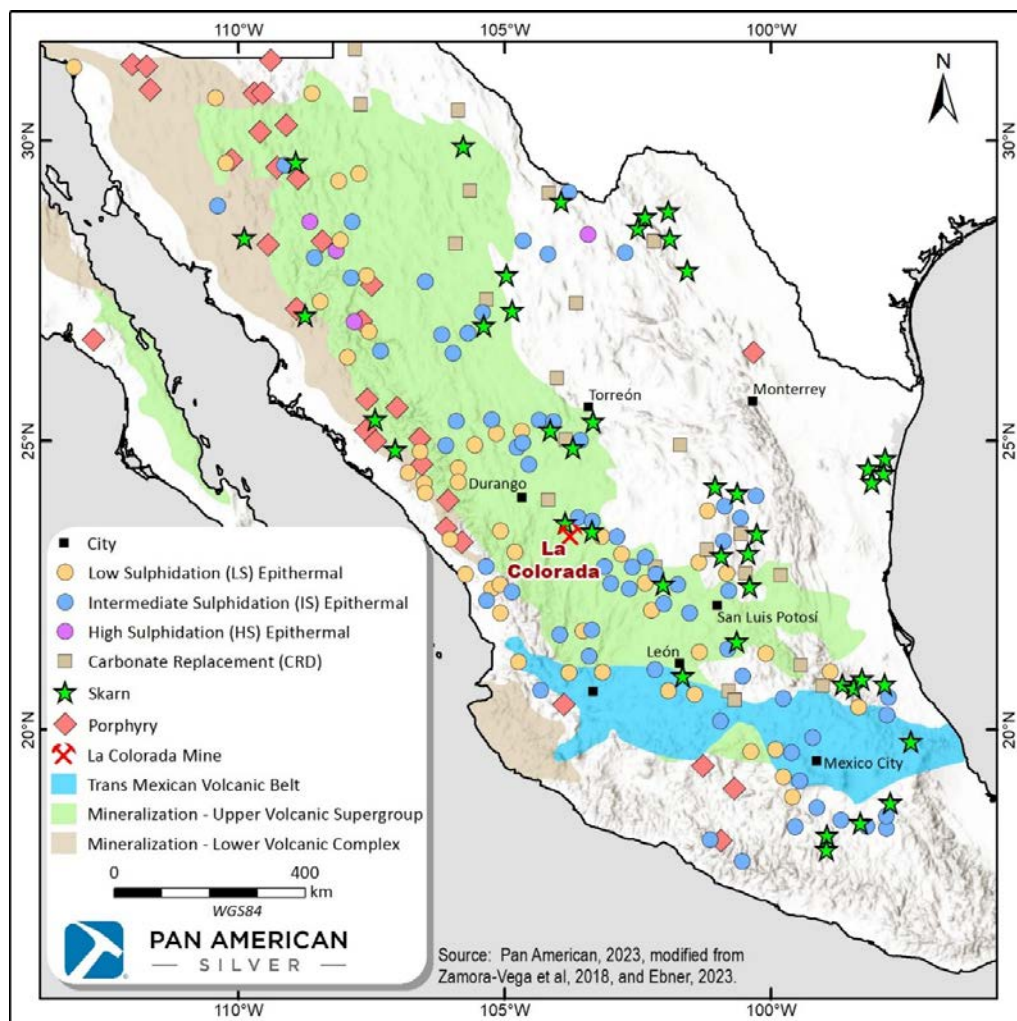 110°W 105°W 100°W
N
30°N 30°N
Torreón
Monterrey
25°N 25°N
Durango
La
Colorada
San Luis Potosí
León
20°N 20°N
Mexico City
City
Low Sulphidation (LS) Epithermal
Intermediate Sulphidation (IS) Epithermal
High Sulphidation (HS) Epithermal
Carbonate Replacement (CRD)
Skarn
Porphyry
La Colorada Mine
Trans Mexican Volcanic Belt
Mineralization - Upper Volcanic Supergroup
Mineralization - Lower Volcanic Complex
0 400
km
WGS84
PAN AMERICAN
— SILVER —
Source: Pan American, 2023, modified from
Zamora-Vega et al, 2018, and Ebner, 2023.
110°W 105°W 100°W